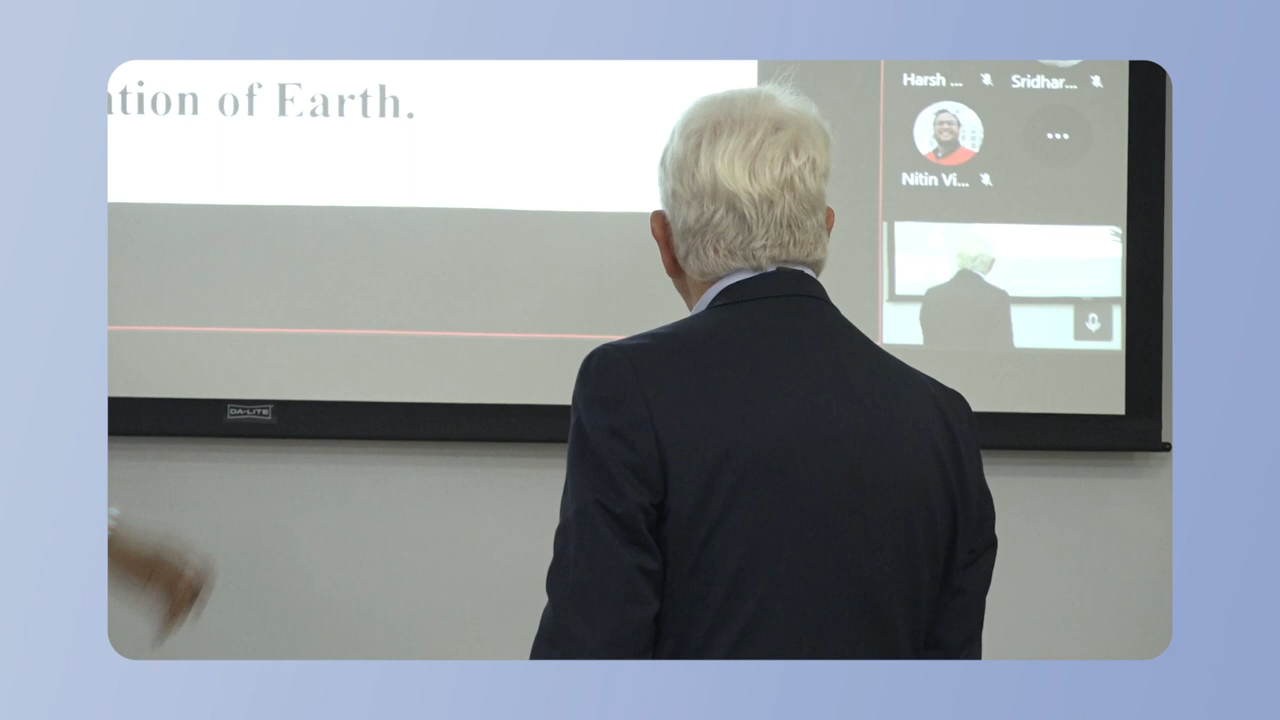 ntion of Earth.
Harsh ...
Sridhar...
Nitin Vi...
DA-LITE